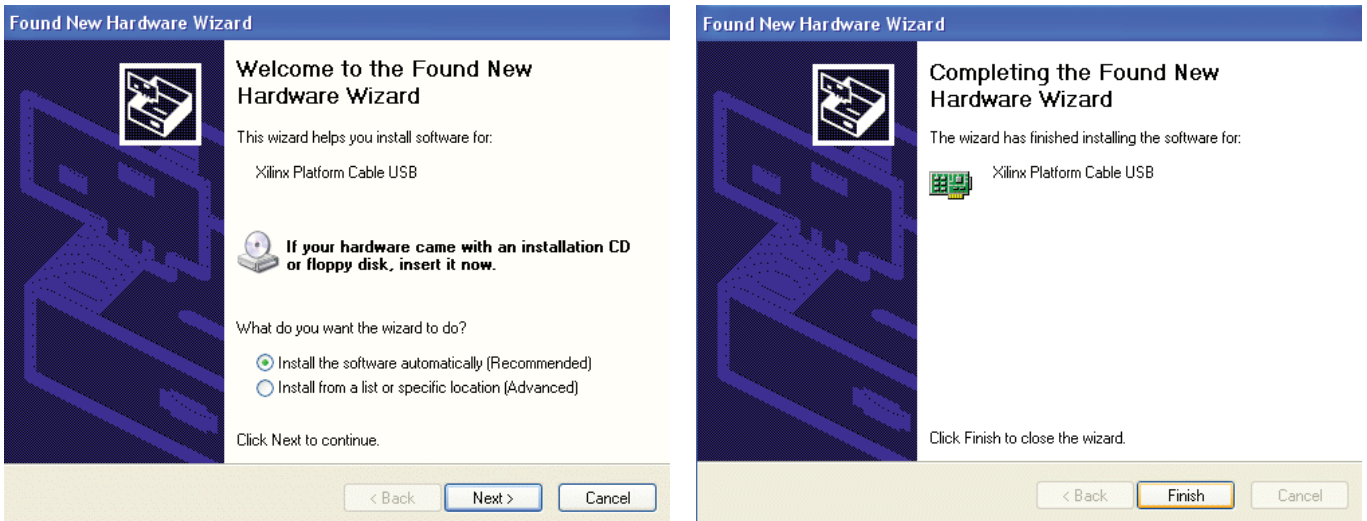 Found New Hardware Wizard
Welcome to the Found New
Hardware Wizard
This wizard helps you install software for:
Xilinx Platform Cable USB
If your hardware came with an installation CD
or floppy disk, insert it now.
What do you want the wizard to do?
Install the software automatically (Recommended)
Install from a list or specific location (Advanced)
Click Next to continue.
< Back
Next >
Cancel
Found New Hardware Wizard
Completing the Found New
Hardware Wizard
The wizard has finished installing the software for:
Xilinx Platform Cable USB
Click Finish to close the wizard.
< Back
Finish
Cancel